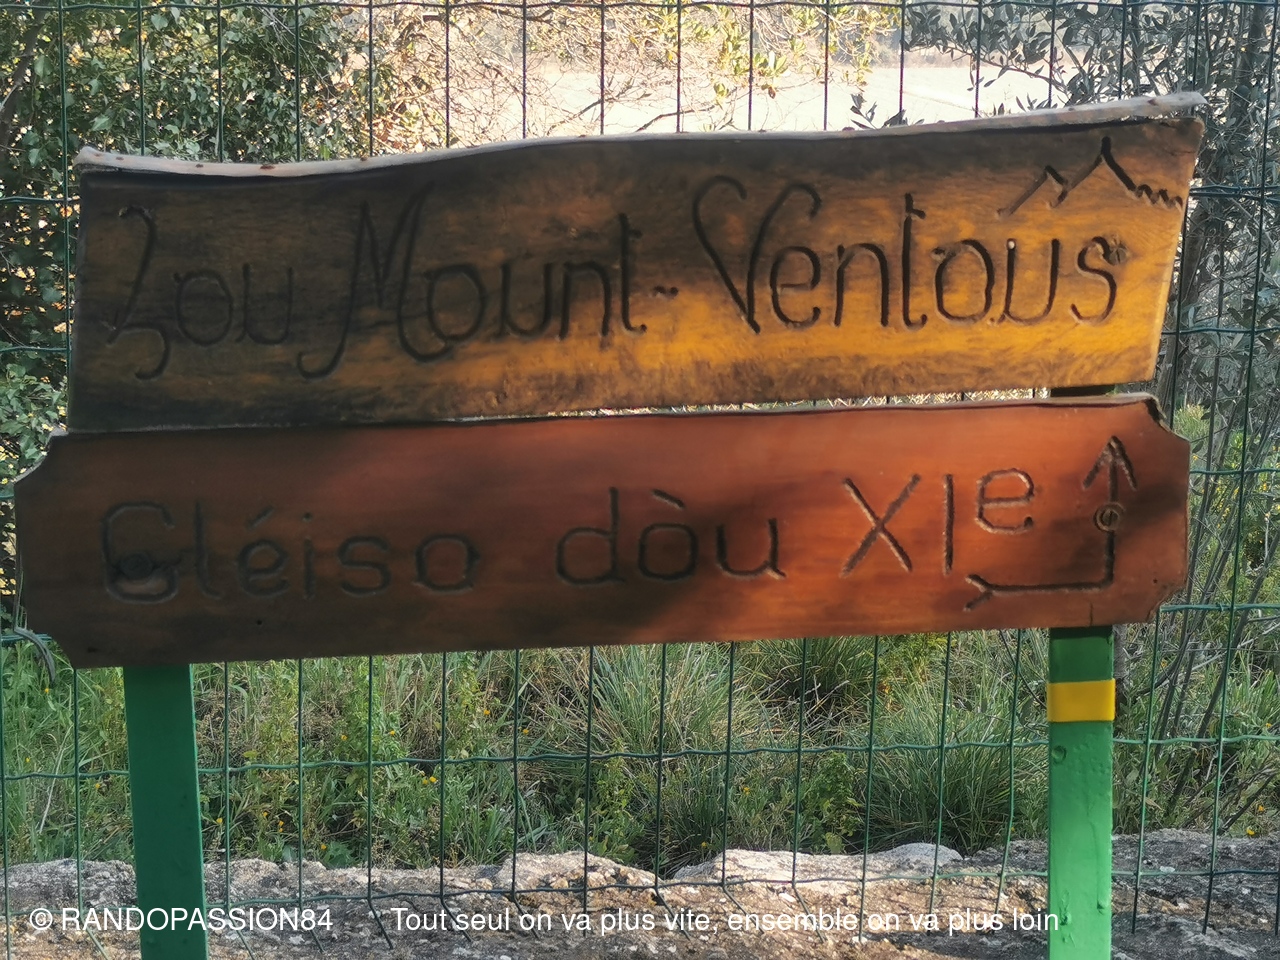 Lou Mount-Ventous
Gléiso dòu XIe
© RANDOPASSION84 Tout seul on va plus vite, ensemble on va plus loin